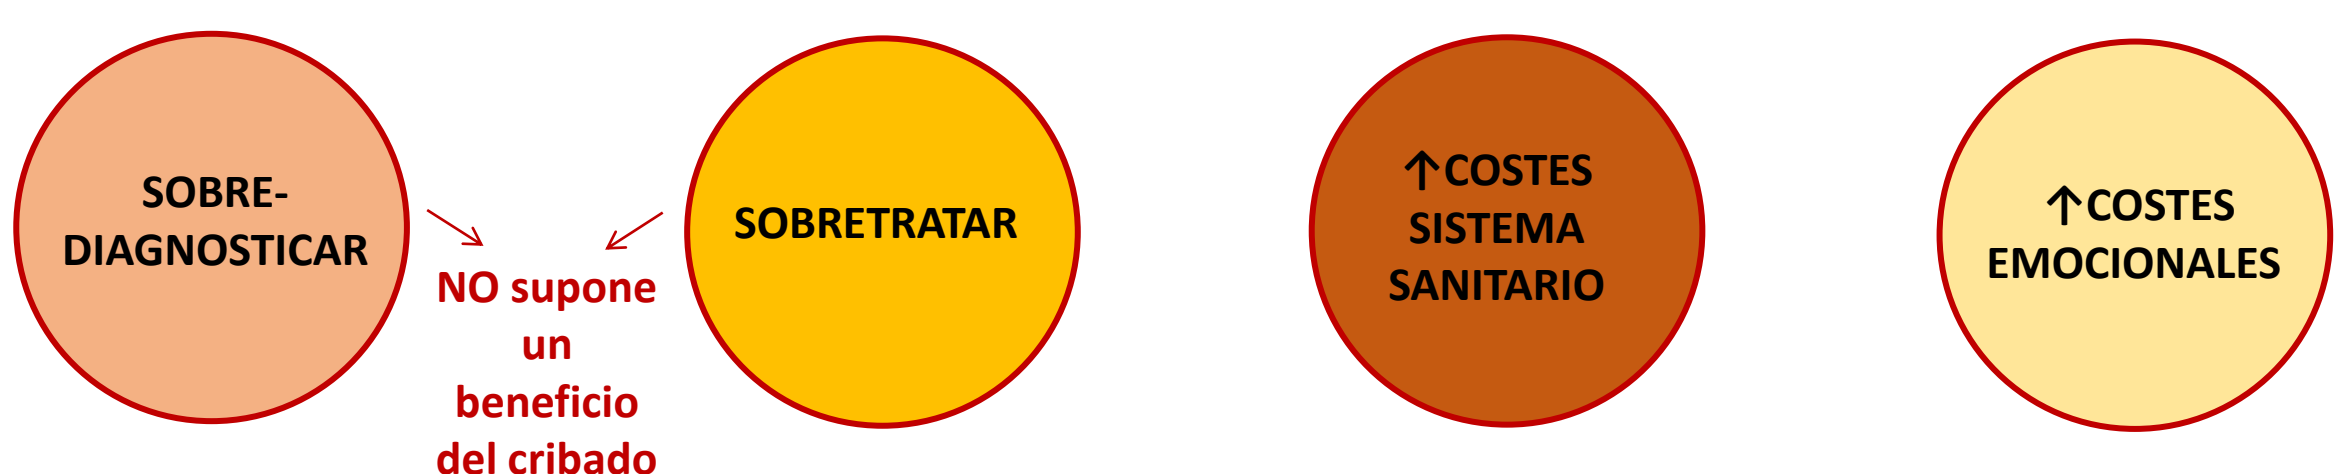 SOBRE-
DIAGNOSTICAR
NO supone
un
beneficio
del cribado
SOBRETRATAR
↑COSTES
SISTEMA
SANITARIO
↑COSTES
EMOCIONALES